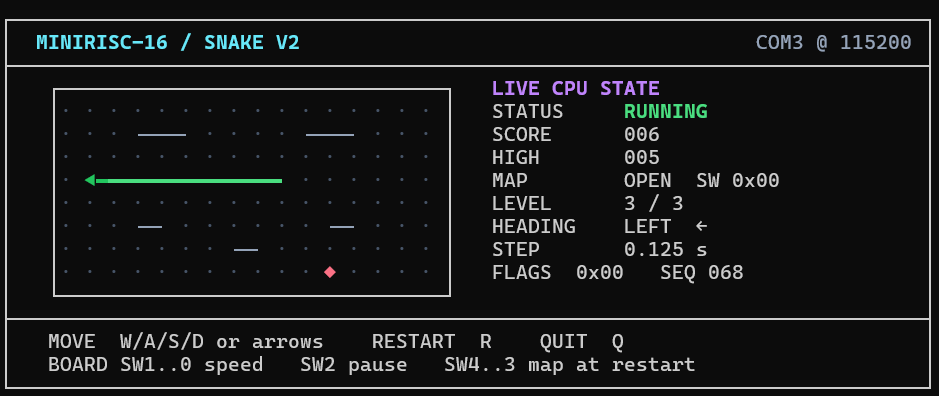 MINIRISC-16 / SNAKE V2 COM3 @ 115200
LIVE CPU STATE
STATUS RUNNING
SCORE 006
HIGH 005
MAP OPEN SW 0x00
LEVEL 3 / 3
HEADING LEFT ←
STEP 0.125 s
FLAGS 0x00 SEQ 068
MOVE W/A/S/D or arrows RESTART R QUIT Q
BOARD SW1..0 speed SW2 pause SW4..3 map at restart